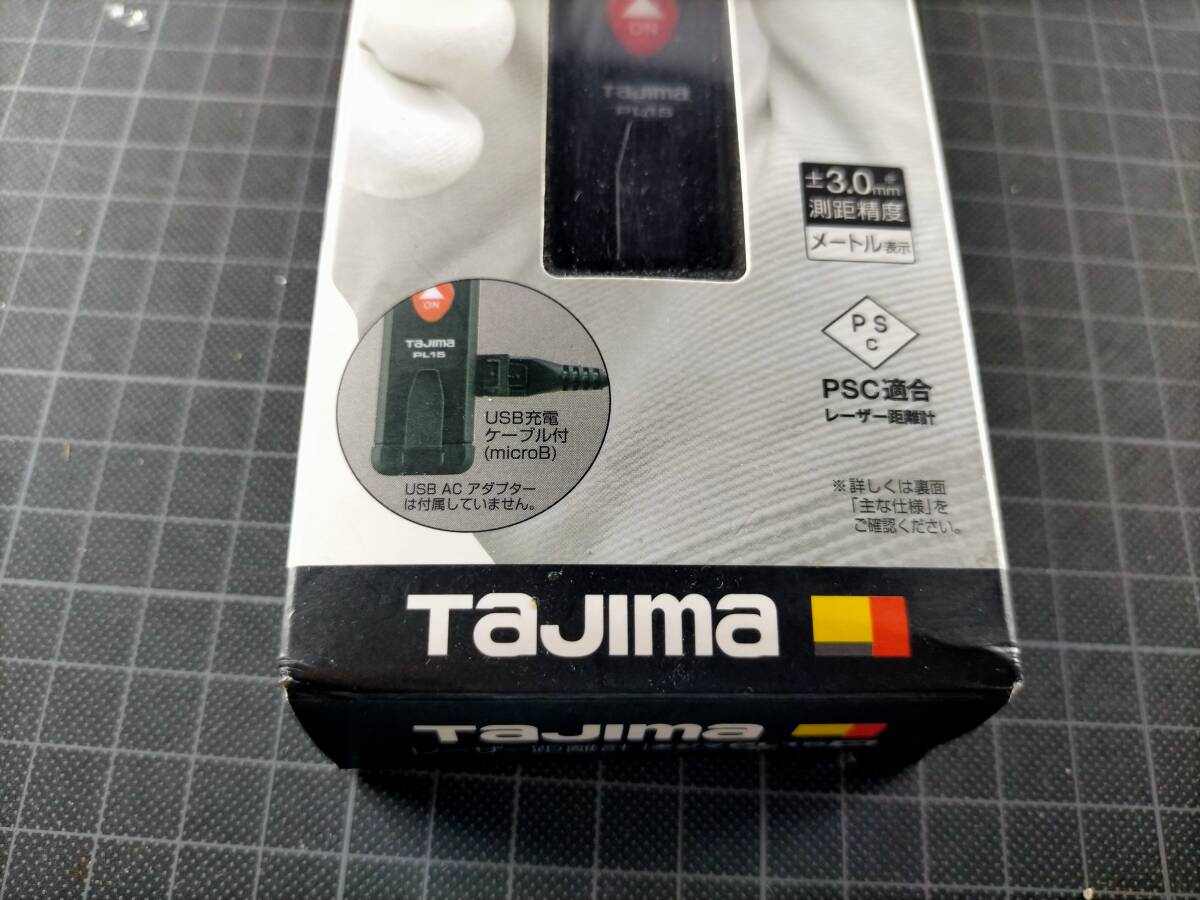 ON
TaJima
PL15
±3.0mm※
測距精度
メートル表示
P S
C
PSC適合
レーザー距離計
ON
TaJima
PL15
USB充電
ケーブル付
(microB)
USB AC アダプター
は付属していません。
※詳しくは裏面
「主な仕様」を
ご確認ください。
TaJima
TaJima